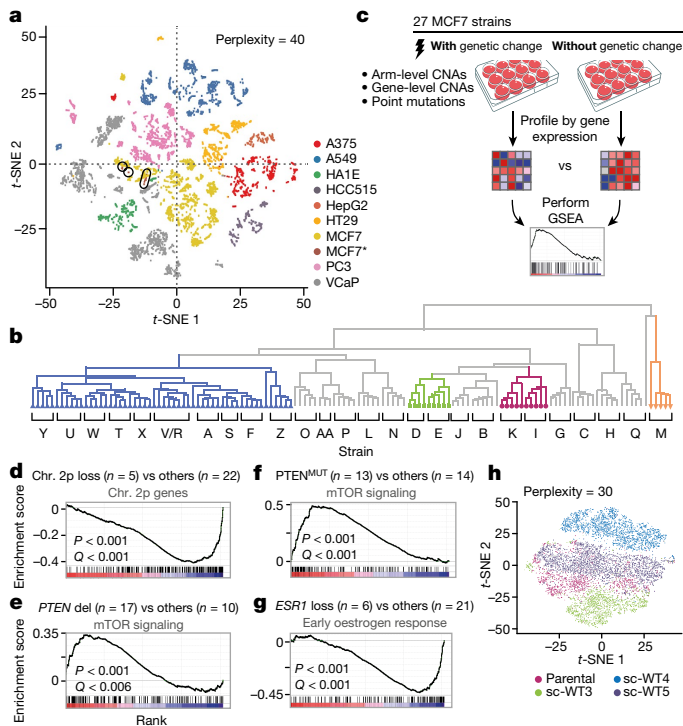 a
Perplexity = 40
t-SNE 2
50
25
0
−25
−50
−25
0
25
50
t-SNE 1
A375
A549
HA1E
HCC515
HepG2
HT29
MCF7
MCF7*
PC3
VCaP
c
27 MCF7 strains
With genetic change
Without genetic change
• Arm-level CNAs
• Gene-level CNAs
• Point mutations
Profile by gene
expression
vs
Perform
GSEA
b
Y U W T X V/R A S F Z O AA P L N D E J B K I G C H Q M
Strain
d
Chr. 2p loss (n = 5) vs others (n = 22)
Chr. 2p genes
Enrichment score
0
−0.2
−0.4
P < 0.001
Q < 0.001
f
PTENMUT (n = 13) vs others (n = 14)
mTOR signaling
0.5
0
P < 0.001
Q < 0.001
e
PTEN del (n = 17) vs others (n = 10)
mTOR signaling
Enrichment score
0.35
0
P < 0.001
Q < 0.006
Rank
g
ESR1 loss (n = 6) vs others (n = 21)
Early oestrogen response
0
−0.45
P < 0.001
Q < 0.001
h
Perplexity = 30
t-SNE 2
50
25
0
−25
−50
−25
0
25
t-SNE 1
Parental
sc-WT4
sc-WT3
sc-WT5